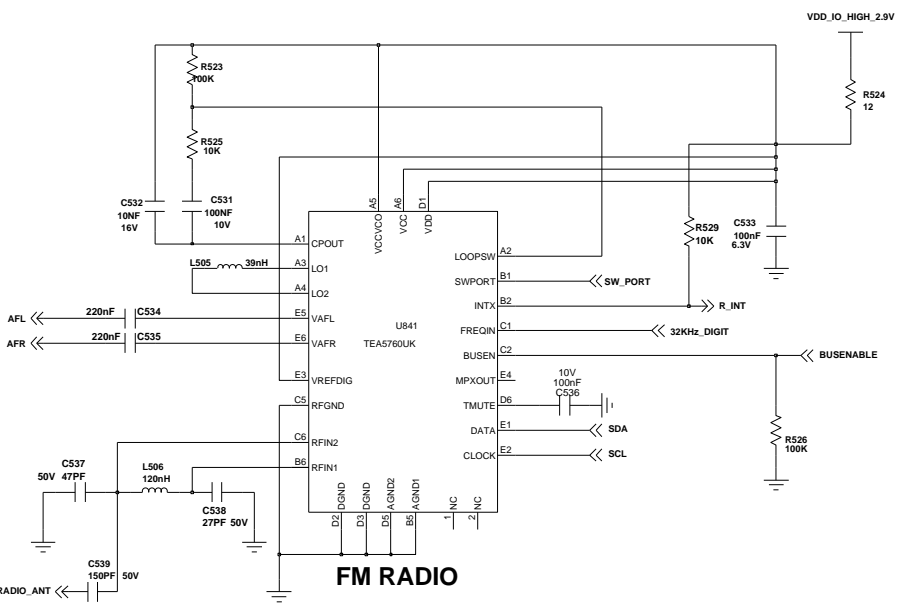 VDD_IO_HIGH_2.9V
R523
100K
R524
12
R525
10K
C532
10NF
16V
C531
100NF
10V
A5
A6
D1
VCCVCO
VCC
VDD
R529
10K
C533
100nF
6.3V
A1
CPOUT
LOOPSW
A2
L505
39nH
A3
LO1
SWPORT
B1
SW_PORT
A4
LO2
INTX
B2
R_INT
AFL
220nF
C534
E5
VAFL
U841
FREQIN
C1
32KHz_DIGIT
AFR
220nF
C535
E6
VAFR
TEA5760UK
BUSEN
C2
BUSENABLE
E3
VREFDIG
MPXOUT
E4
10V
100nF
C536
C5
RFGND
TMUTE
D6
DATA
E1
SDA
C6
RFIN2
CLOCK
E2
SCL
R526
100K
B6
RFIN1
C537
50V 47PF
L506
120nH
C538
27PF 50V
DGND
DGND
AGND2
AGND1
NC
NC
D2
D3
D5
B5
1
2
C539
150PF 50V
RADIO_ANT
FM RADIO